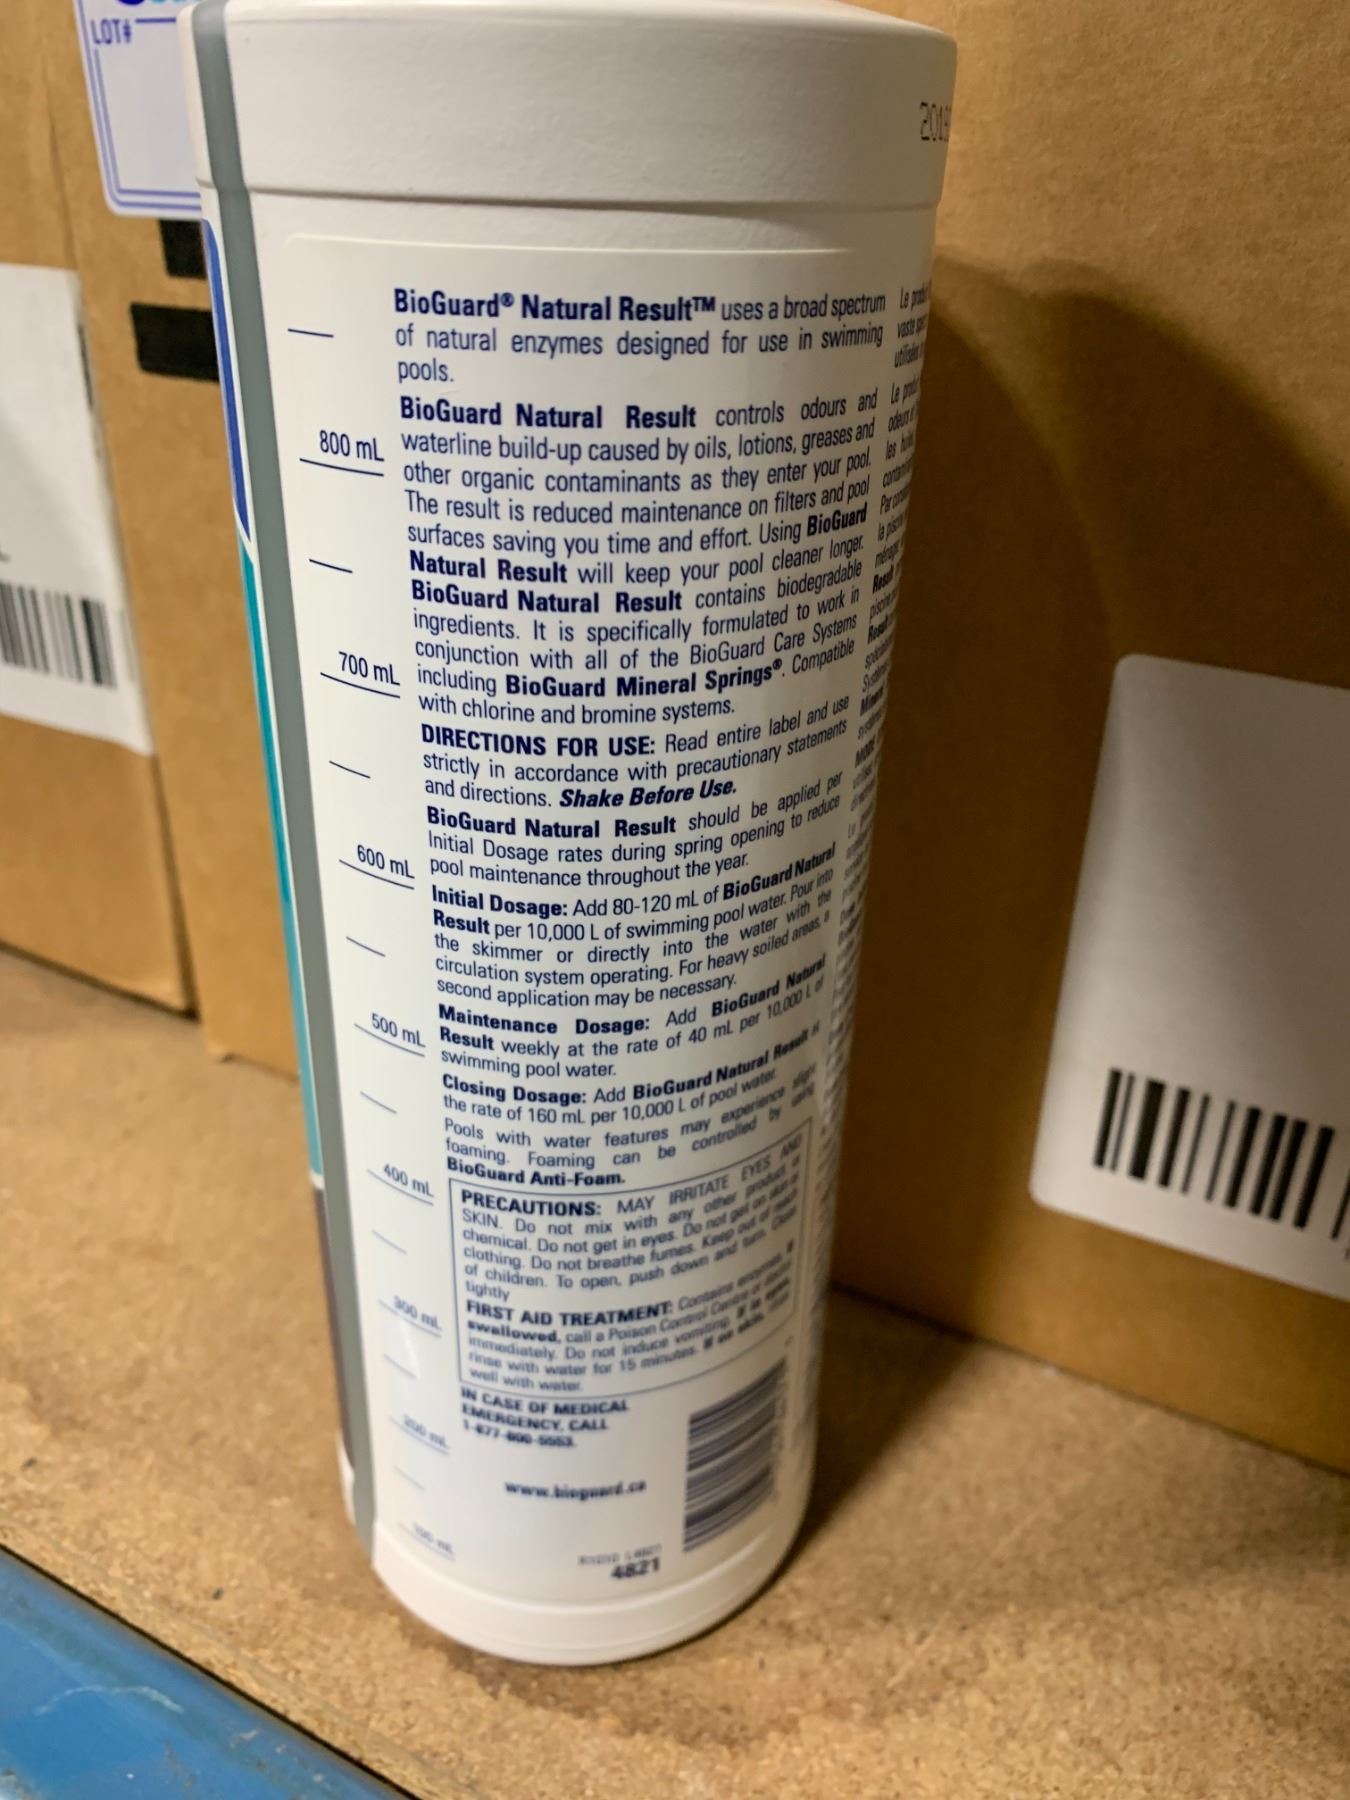 LOT#
BioGuard® Natural Result™ uses a broad spectrum
of natural enzymes designed for use in swimming
pools.
BioGuard Natural Result controls odours and
waterline build-up caused by oils, lotions, greases and
other organic contaminants as they enter your pool.
The result is reduced maintenance on filters and pool
surfaces saving you time and effort. Using BioGuard
Natural Result will keep your pool cleaner longer.
BioGuard Natural Result contains biodegradable
ingredients. It is specifically formulated to work in
conjunction with all of the BioGuard Care Systems
including BioGuard Mineral Springs®. Compatible
with chlorine and bromine systems.
DIRECTIONS FOR USE: Read entire label and use
strictly in accordance with precautionary statements
and directions. Shake Before Use.
BioGuard Natural Result should be applied per
Initial Dosage rates during spring opening to reduce
pool maintenance throughout the year.
Initial Dosage: Add 80-120 mL of BioGuard Natural
Result per 10,000 L of swimming pool water. Pour into
the skimmer or directly into the water with the
circulation system operating. For heavy soiled areas, a
second application may be necessary.
Maintenance Dosage: Add BioGuard Natural
Result weekly at the rate of 40 mL per 10,000 L of
swimming pool water.
Closing Dosage: Add BioGuard Natural Result at
the rate of 160 mL per 10,000 L of pool water.
Pools with water features may experience slight
foaming. Foaming can be controlled by using
BioGuard Anti-Foam.
PRECAUTIONS: MAY IRRITATE EYES AND
SKIN. Do not mix with any other product or
chemical. Do not get in eyes. Do not get on skin or
clothing. Do not breathe fumes. Keep out of reach
of children. To open, push down and turn. Close
tightly
FIRST AID TREATMENT: Contains enzymes. If
swallowed, call a Poison Control Centre or doctor
immediately. Do not induce vomiting. If in eyes,
rinse with water for 15 minutes. If on skin, rinse
well with water.
IN CASE OF MEDICAL
EMERGENCY, CALL
1-877-800-5553.
www.bioguard.ca
4821
800 mL
700 mL
600 mL
500 mL
400 mL
300 mL
200 mL
100 mL